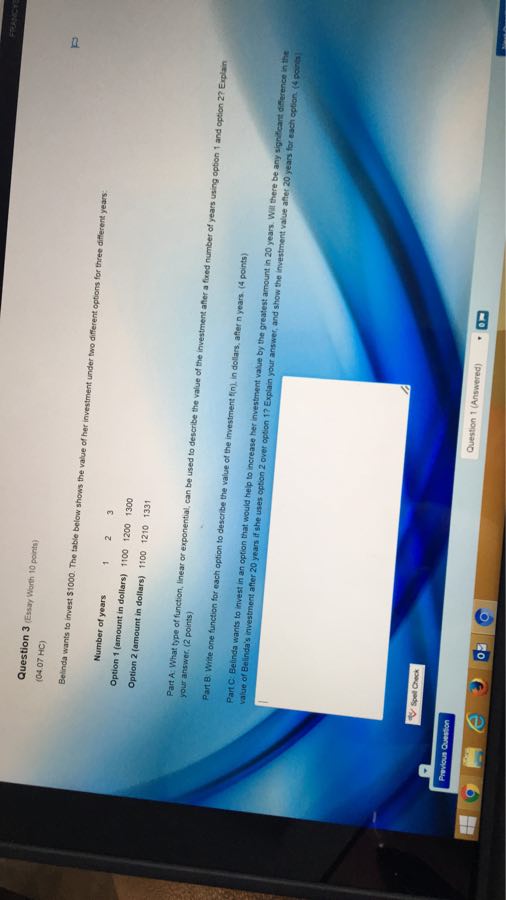 FRANCIS
Question 3 (Essay Worth 10 points)
(04.07 HC)
Belinda wants to invest $1000. The table below shows the value of her investment under two different options for three different years:
Number of years 1 2 3
Option 1 (amount in dollars) 1100 1200 1300
Option 2 (amount in dollars) 1100 1210 1331
Part A: What type of function, linear or exponential, can be used to describe the value of the investment after a fixed number of years using option 1 and option 2? Explain
your answer. (2 points)
Part B: Write one function for each option to describe the value of the investment f(n), in dollars, after n years. (4 points)
Part C: Belinda wants to invest in an option that would help to increase her investment value by the greatest amount in 20 years. Will there be any significant difference in the
value of Belinda's investment after 20 years if she uses option 2 over option 1? Explain your answer, and show the investment value after 20 years for each option. (4 points)
Spell Check
Previous Question
Question 1 (Answered)